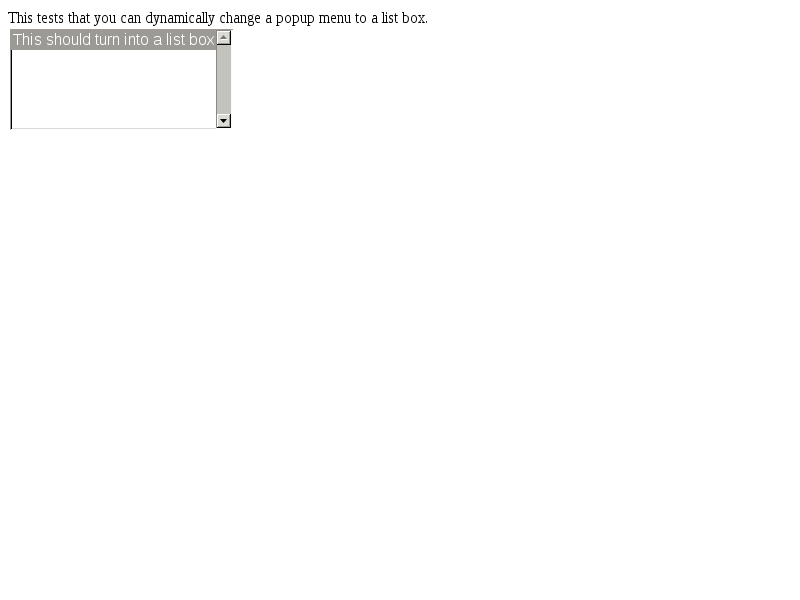 This tests that you can dynamically change a popup menu to a list box.
This should turn into a list box